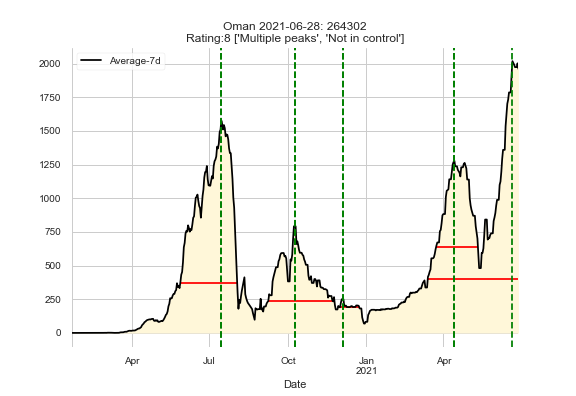 Oman 2021-06-28: 264302
Rating:8 ['Multiple peaks', 'Not in control']
Average-7d
2000
1750
1500
1250
1000
750
500
250
0
Apr
Jul
Oct
Jan
2021
Apr
Date